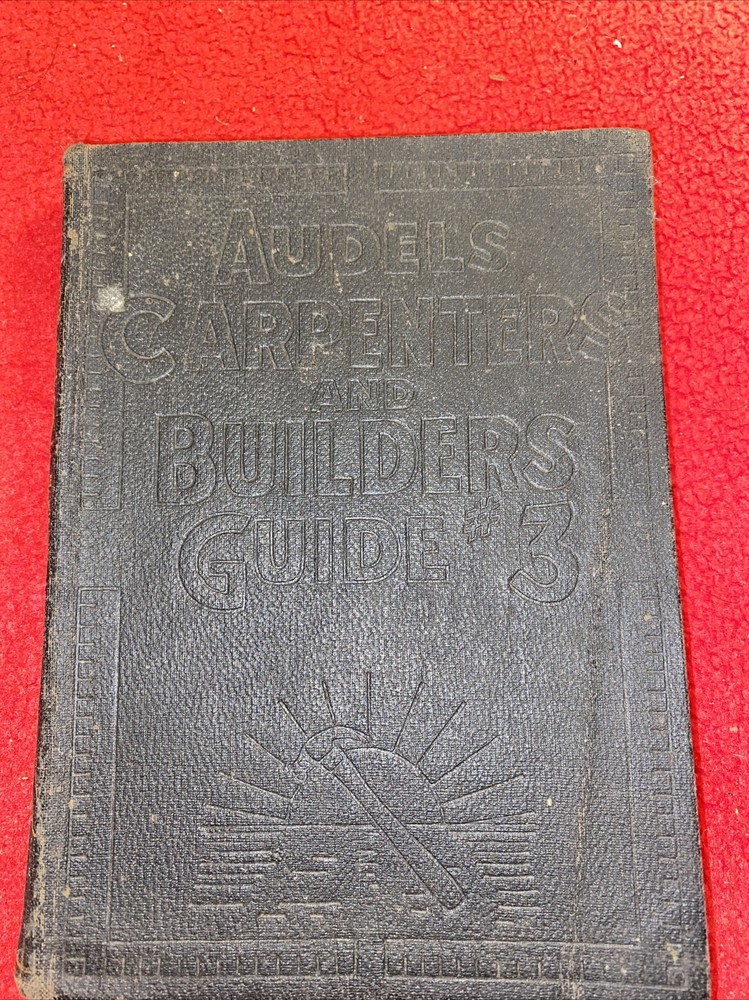 AUDELS
CARPENTERS
AND
BUILDERS
GUIDE #3